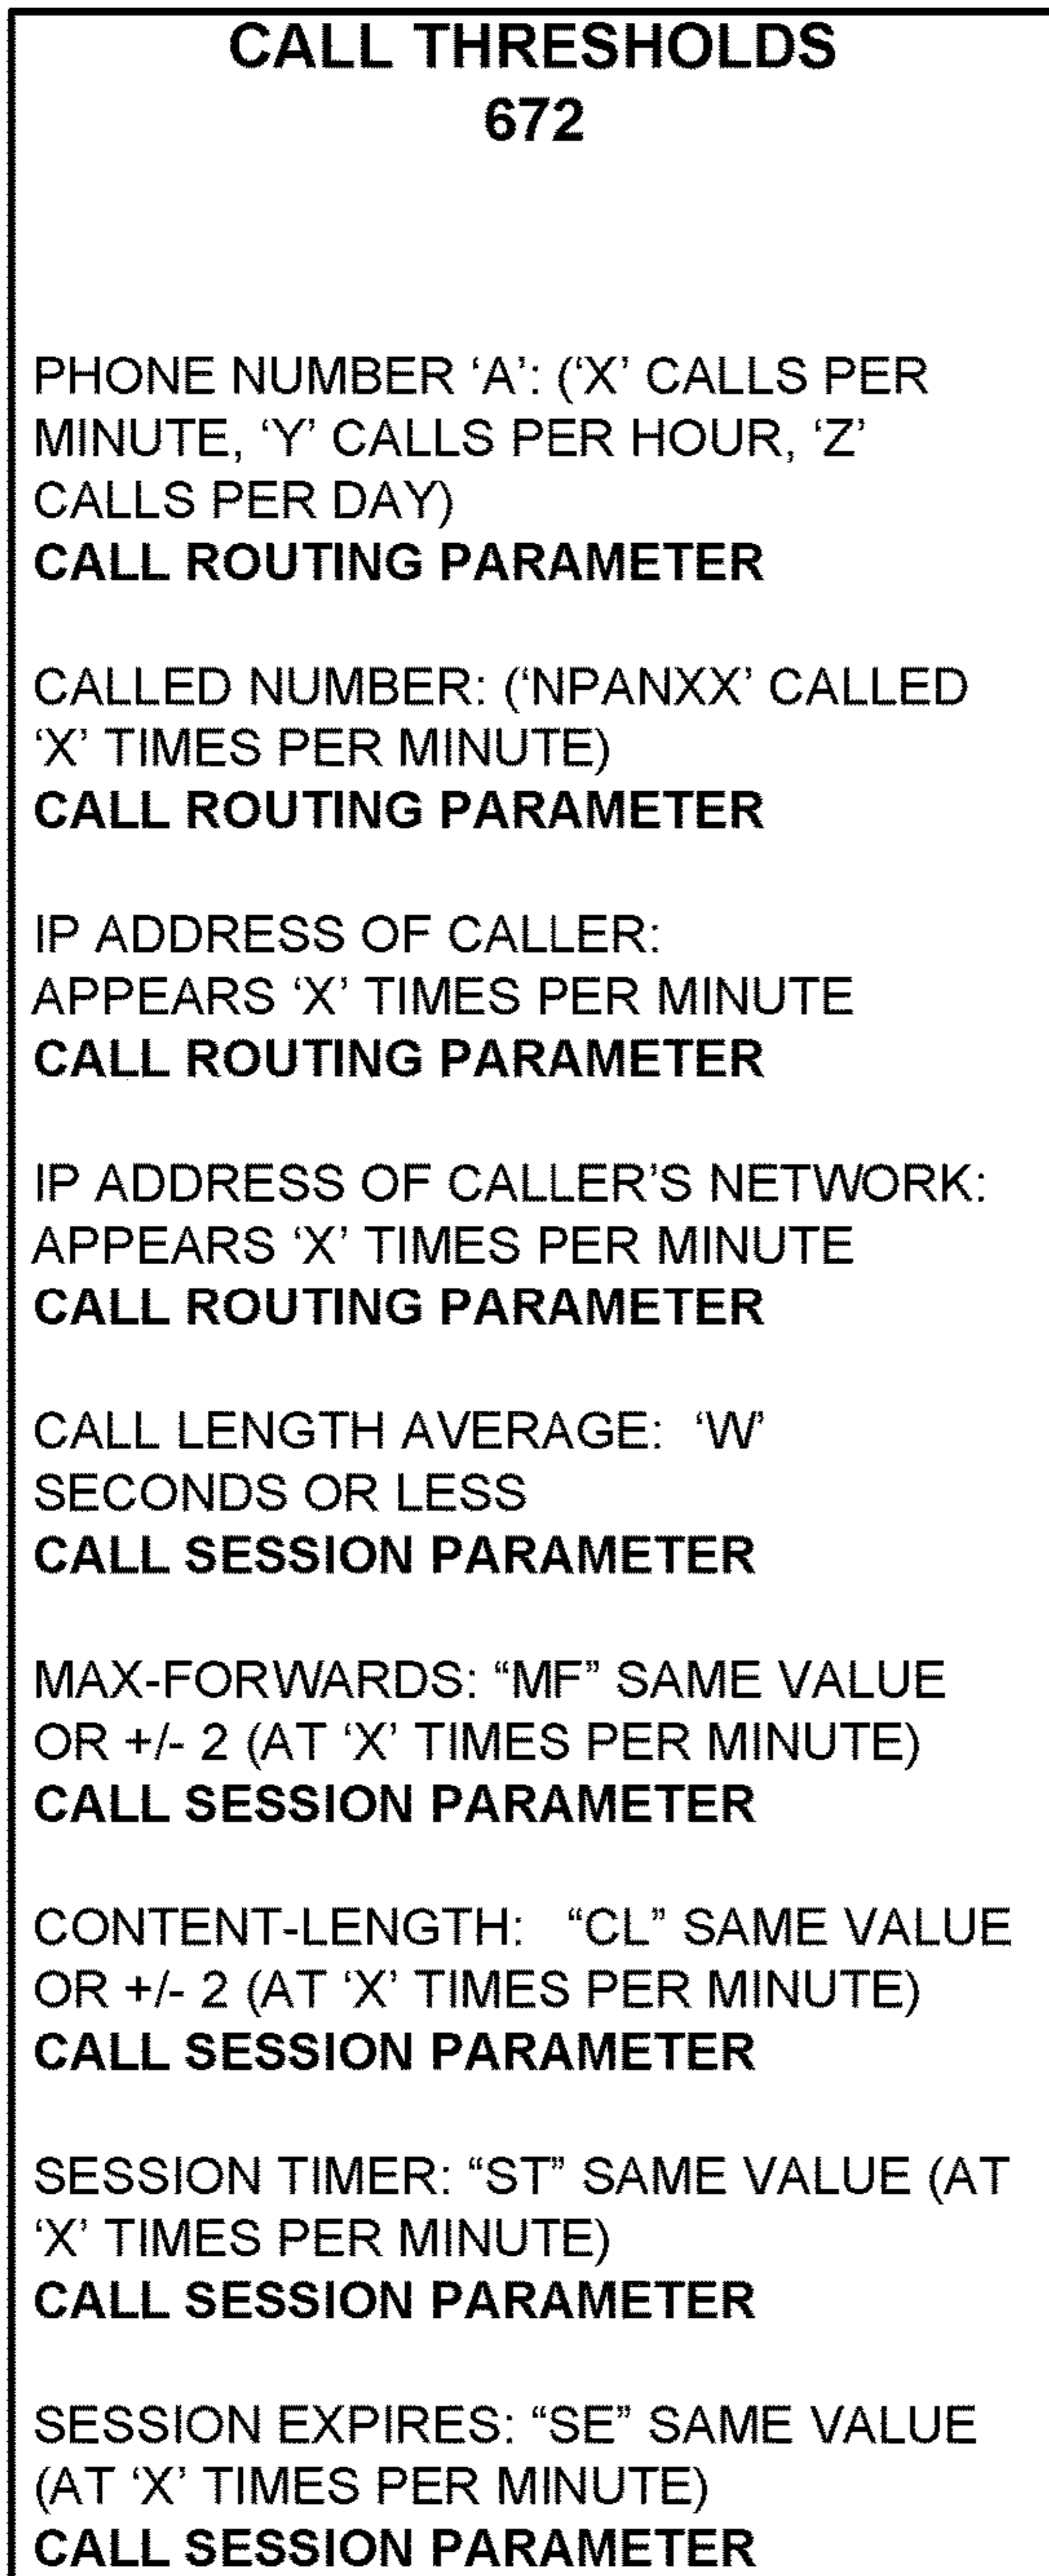 CALL THRESHOLDS
672
PHONE NUMBER ‘A’: (‘X’ CALLS PER
MINUTE, ‘Y’ CALLS PER HOUR, ‘Z’
CALLS PER DAY)
CALL ROUTING PARAMETER
CALLED NUMBER: (‘NPANXX’ CALLED
‘X’ TIMES PER MINUTE)
CALL ROUTING PARAMETER
IP ADDRESS OF CALLER:
APPEARS ‘X’ TIMES PER MINUTE
CALL ROUTING PARAMETER
IP ADDRESS OF CALLER’S NETWORK:
APPEARS ‘X’ TIMES PER MINUTE
CALL ROUTING PARAMETER
CALL LENGTH AVERAGE: ‘W’
SECONDS OR LESS
CALL SESSION PARAMETER
MAX-FORWARDS: “MF” SAME VALUE
OR +/- 2 (AT ‘X’ TIMES PER MINUTE)
CALL SESSION PARAMETER
CONTENT-LENGTH: “CL” SAME VALUE
OR +/- 2 (AT ‘X’ TIMES PER MINUTE)
CALL SESSION PARAMETER
SESSION TIMER: “ST” SAME VALUE (AT
‘X’ TIMES PER MINUTE)
CALL SESSION PARAMETER
SESSION EXPIRES: “SE” SAME VALUE
(AT ‘X’ TIMES PER MINUTE)
CALL SESSION PARAMETER